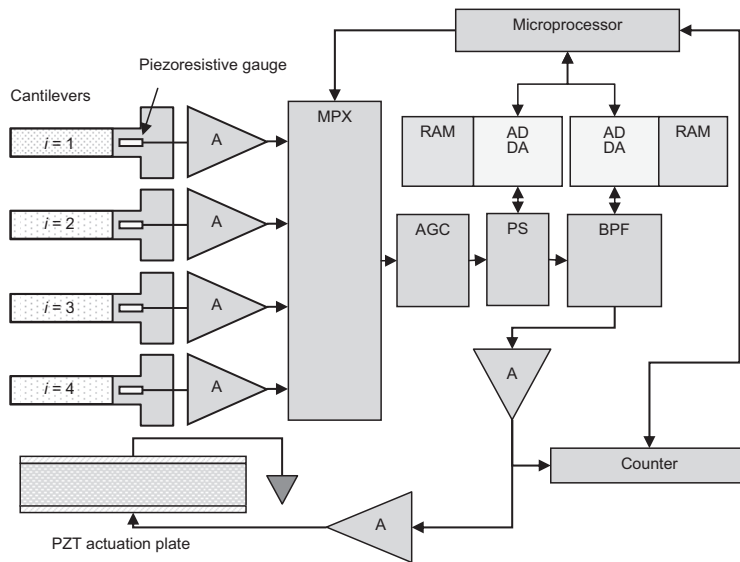 Microprocessor
Piezoresistive gauge
Cantilevers
MPX
RAM
AD
DA
AD
DA
RAM
i = 1
A
i = 2
A
AGC
PS
BPF
i = 3
A
i = 4
A
A
Counter
A
PZT actuation plate